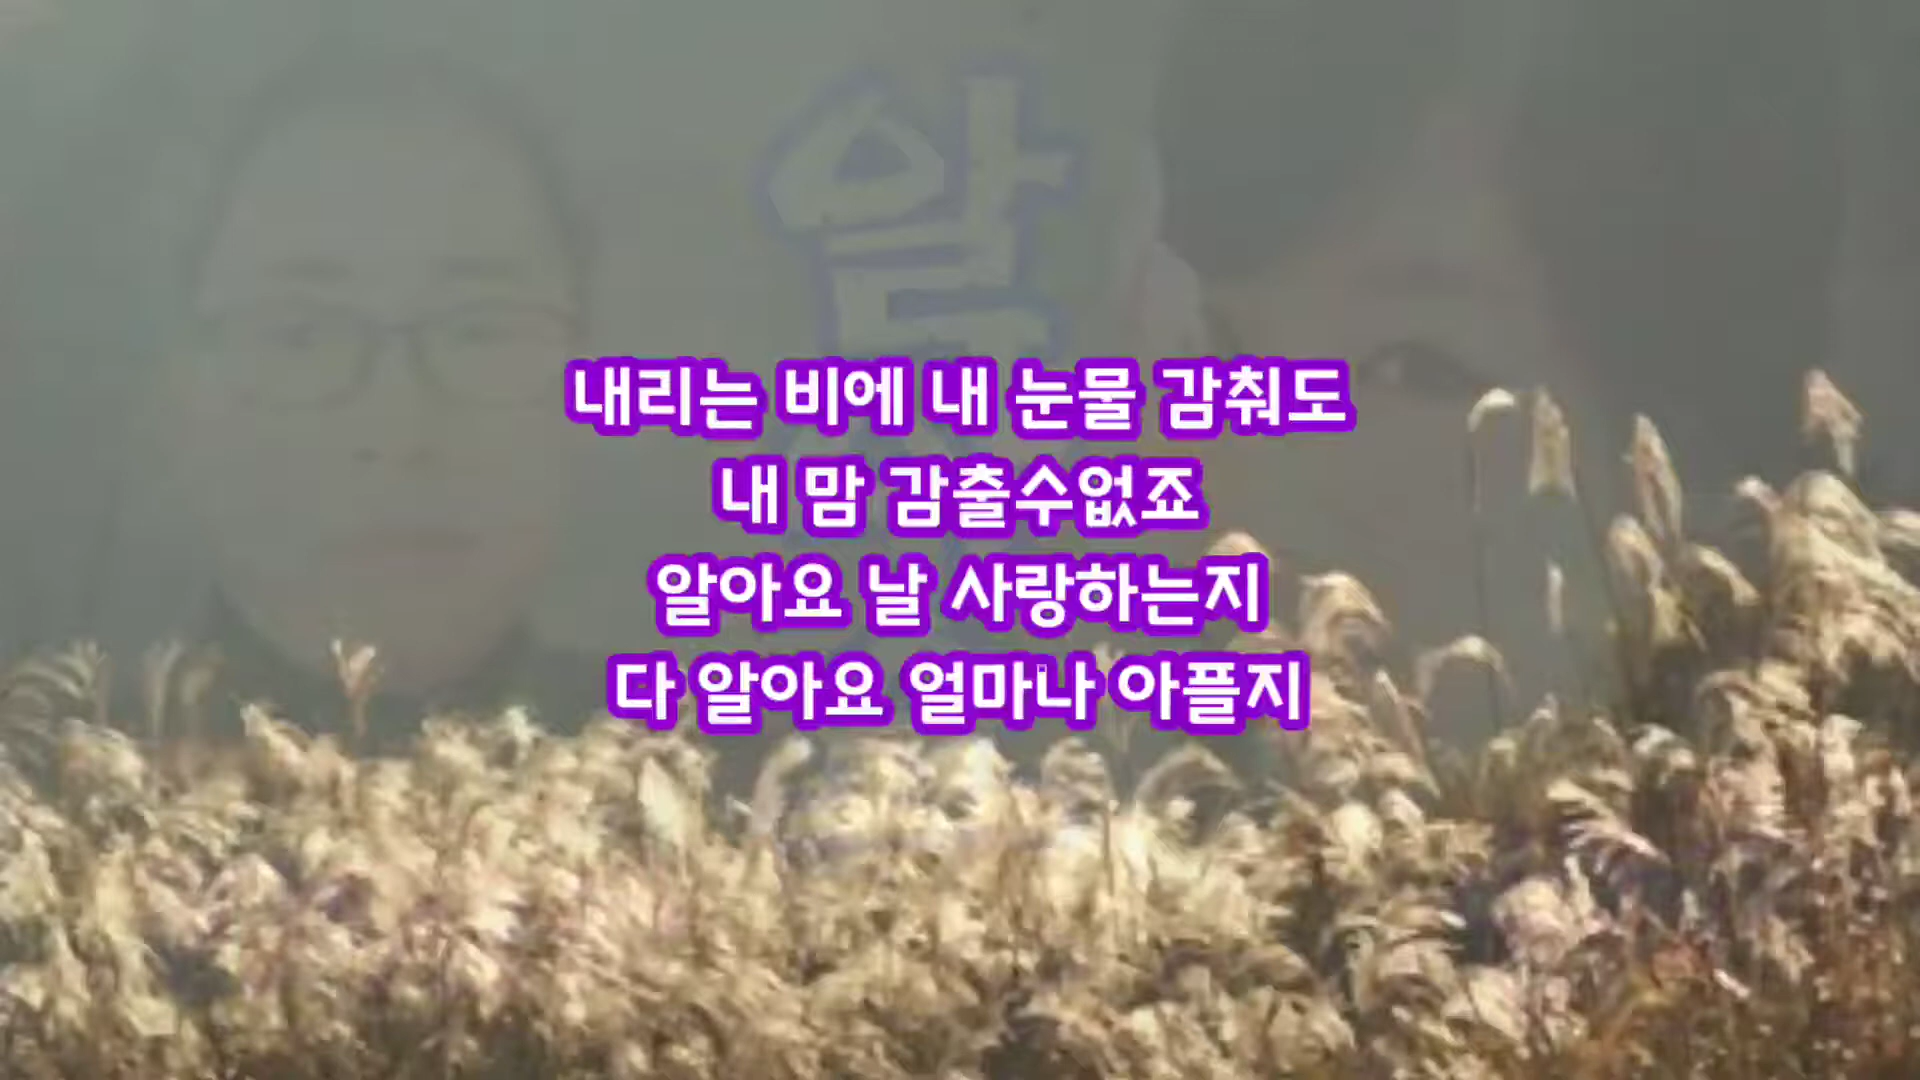 알
내리는 비에 내 눈물 감춰도
내 맘 감출수없죠
알아요 날 사랑하는지
다 알아요 얼마나 아플지